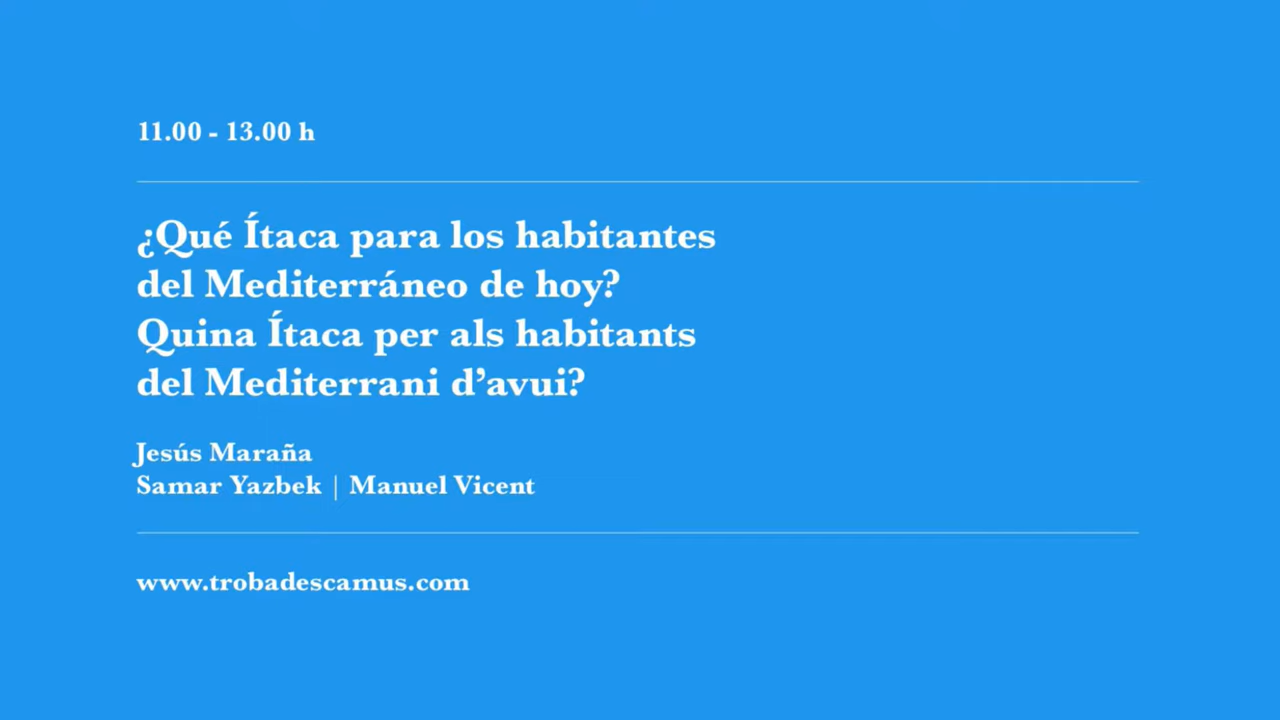 11.00 - 13.00 h
¿Qué Ítaca para los habitantes
del Mediterráneo de hoy?
Quina Ítaca per als habitants
del Mediterrani d’avui?
Jesús Maraña
Samar Yazbek | Manuel Vicent
www.trobadescamus.com